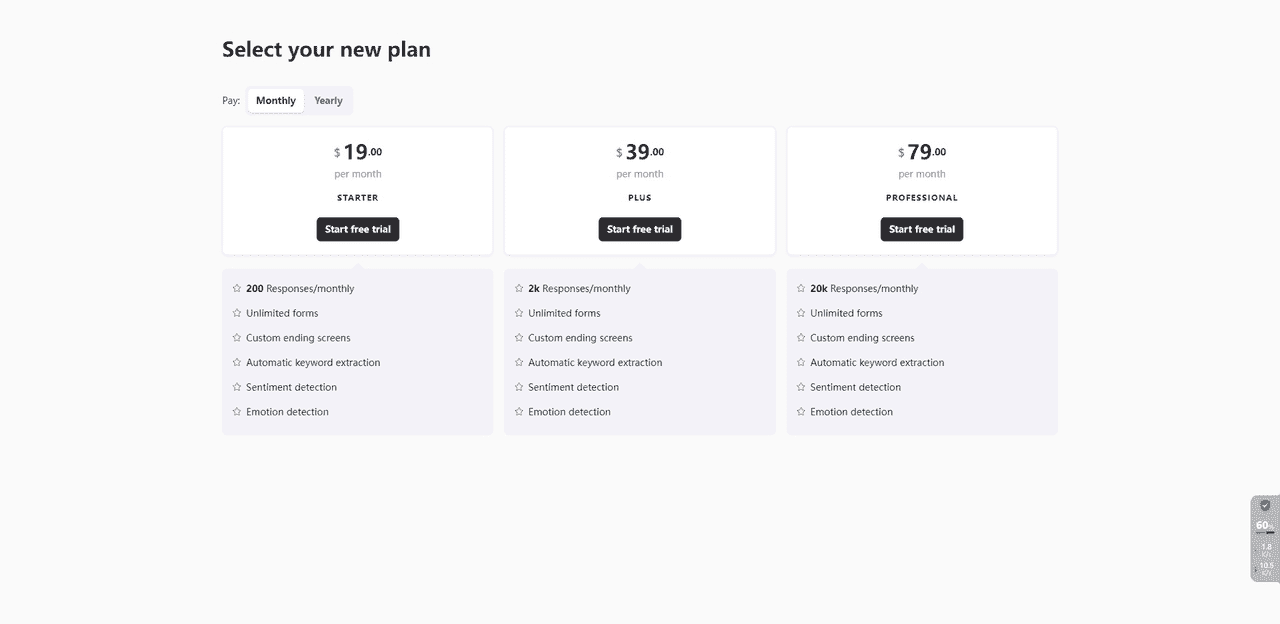 Select your new plan
Pay: Monthly Yearly
$ 19.00
per month
STARTER
Start free trial
200 Responses/monthly
Unlimited forms
Custom ending screens
Automatic keyword extraction
Sentiment detection
Emotion detection
$ 39.00
per month
PLUS
Start free trial
2k Responses/monthly
Unlimited forms
Custom ending screens
Automatic keyword extraction
Sentiment detection
Emotion detection
$ 79.00
per month
PROFESSIONAL
Start free trial
20k Responses/monthly
Unlimited forms
Custom ending screens
Automatic keyword extraction
Sentiment detection
Emotion detection
60%
1.8
K/s
10.5
K/s